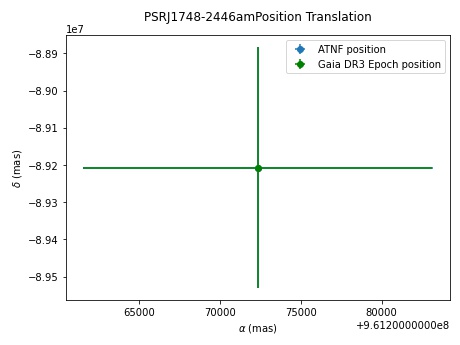 PSRJ1748-2446amPosition Translation
1e7
ATNF position
Gaia DR3 Epoch position
−8.89
−8.90
−8.91
−8.92
−8.93
−8.94
−8.95
δ (mas)
65000 70000 75000 80000
α (mas)
+9.6120000000e8